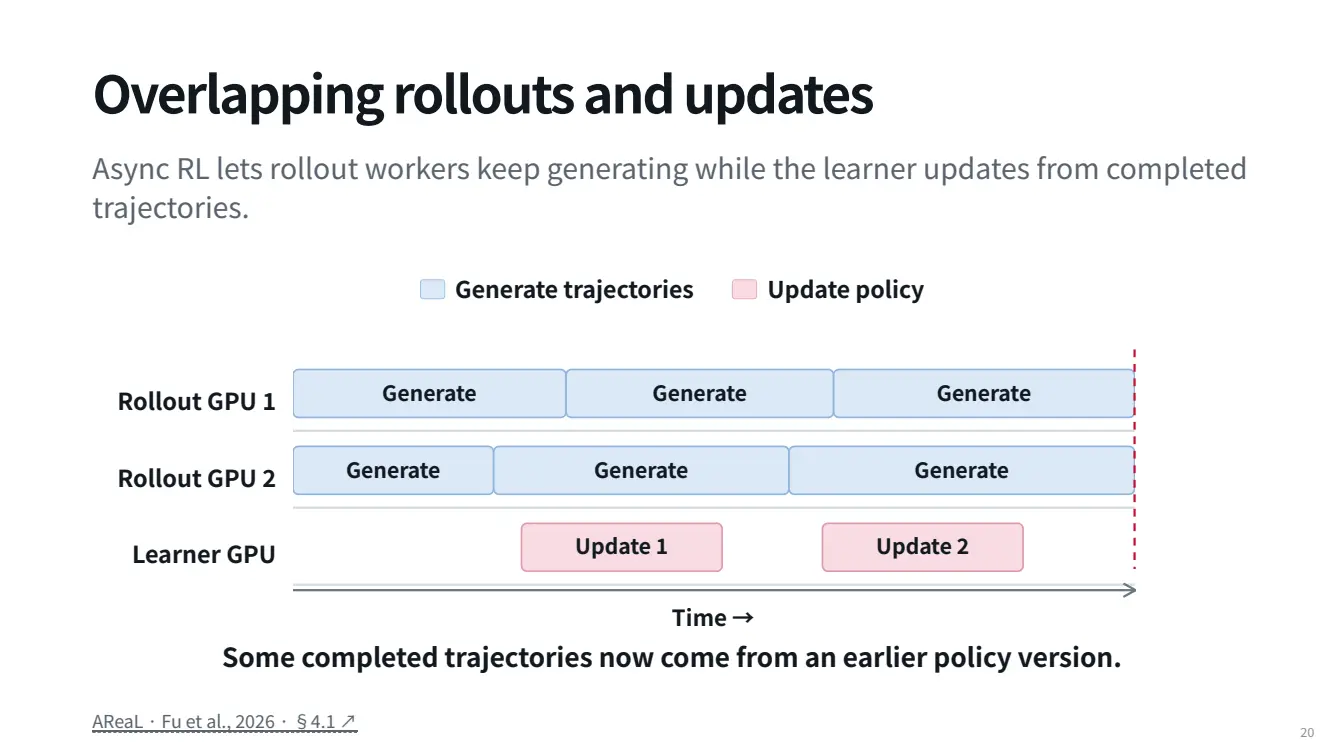 Overlapping rollouts and updates
Async RL lets rollout workers keep generating while the learner updates from completed
trajectories.
Generate trajectories
Update policy
Rollout GPU 1
Generate
Generate
Generate
Rollout GPU 2
Generate
Generate
Generate
Learner GPU
Update 1
Update 2
Time →
Some completed trajectories now come from an earlier policy version.
AReaL · Fu et al., 2026 · §4.1 ↗
20